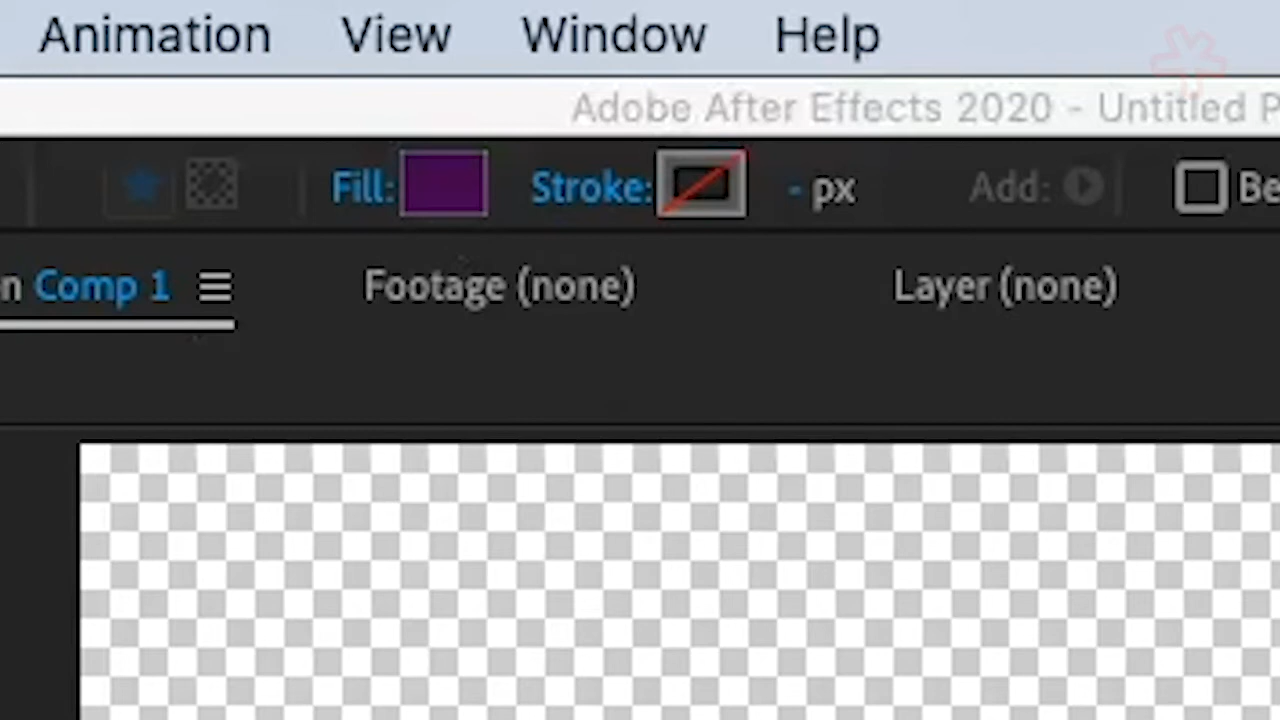 Animation View Window Help
Adobe After Effects 2020 - Untitled P
Fill: Stroke: - px Add: Be
n Comp 1 Footage (none) Layer (none)